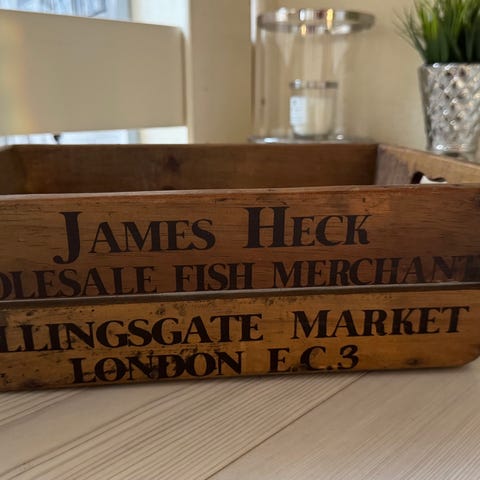 James Heck
olesale Fish Merchant
llingsgate Market
London E.C.3